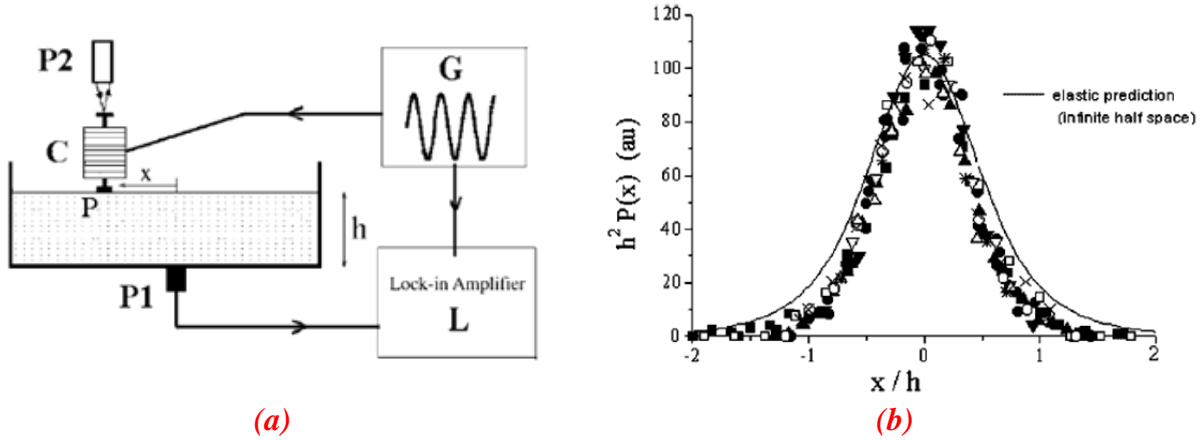 P2
G
C
x
P
h
P1
Lock-in Amplifier
L
(a)
h² P(x) (au)
120
100
80
60
40
20
0
-2
-1
0
1
2
x / h
elastic prediction
(infinite half space)
(b)